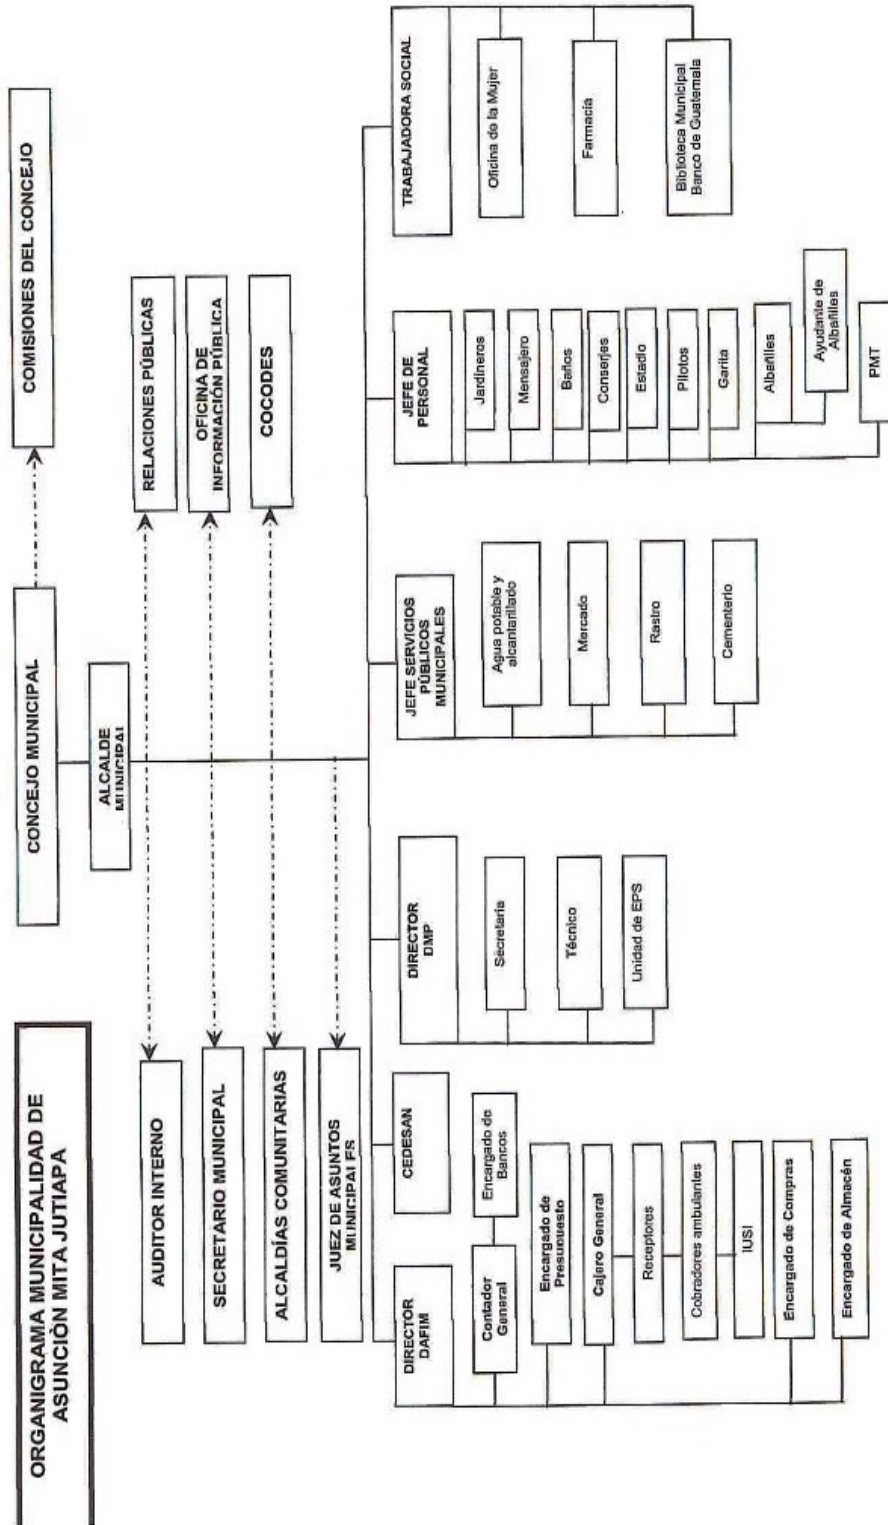 ORGANIGRAMA MUNICIPALIDAD DE
ASUNCIÒN MITA JUTIAPA
CONCEJO MUNICIPAL
COMISIONES DEL CONCEJO
ALCALDE
MUNICIPAL
AUDITOR INTERNO
RELACIONES PÚBLICAS
SECRETARIO MUNICIPAL
OFICINA DE
INFORMACIÓN PÚBLICA
ALCALDÍAS COMUNITARIAS
COCODES
JUEZ DE ASUNTOS
MUNICIPALES
DIRECTOR
DAFIM
Contador
General
Encargado de
Bancos
Encargado de
Presupuesto
Cajero General
Receptores
Cobradores ambulantes
IUSI
Encargado de Compras
Encargado de Almacén
CEDESAN
DIRECTOR
DMP
Secretaria
Técnico
Unidad de EPS
JEFE SERVICIOS
PÚBLICOS
MUNICIPALES
Agua potable y
alcantarillado
Mercado
Rastro
Cementerio
JEFE DE
PERSONAL
Jardineros
Mensajero
Baños
Conserjes
Estadio
Pilotos
Garita
Albañiles
Ayudante de
Albañiles
PMT
TRABAJADORA SOCIAL
Oficina de la Mujer
Farmacia
Biblioteca Municipal
Banco de Guatemala